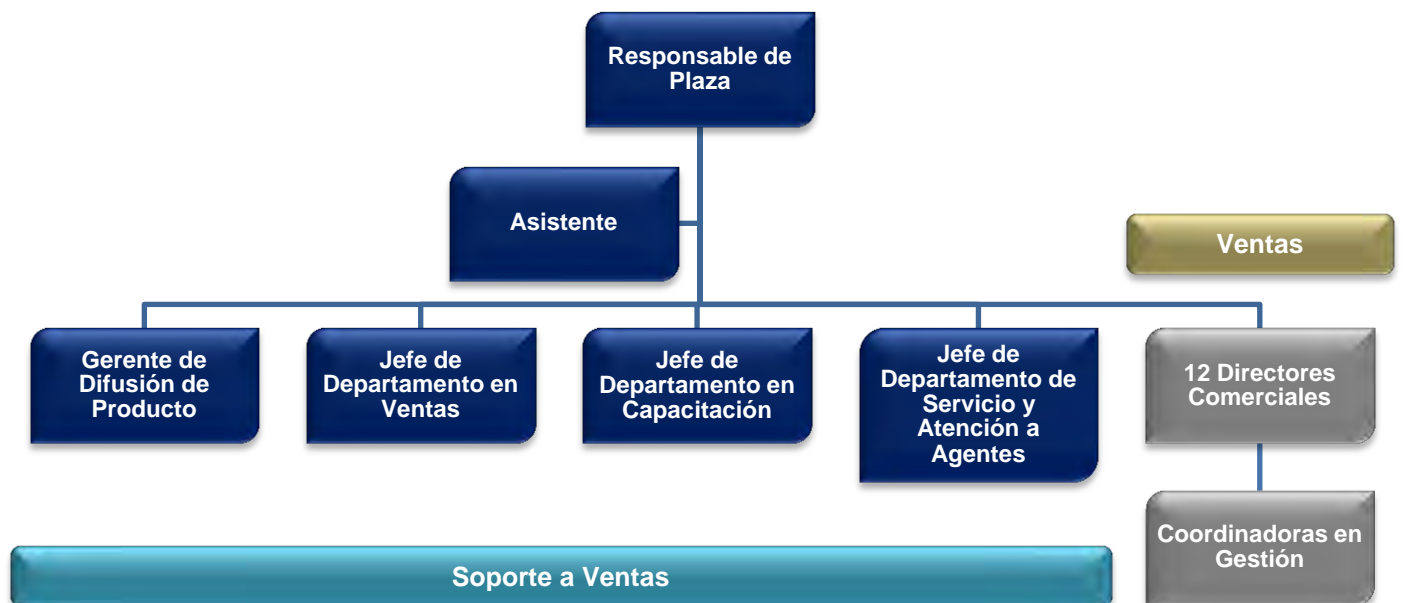 Responsable de
Plaza
Asistente
Ventas
Gerente de
Difusión de
Producto
Jefe de
Departamento en
Ventas
Jefe de
Departamento en
Capacitación
Jefe de
Departamento de
Servicio y
Atención a
Agentes
12 Directores
Comerciales
Coordinadoras en
Gestión
Soporte a Ventas